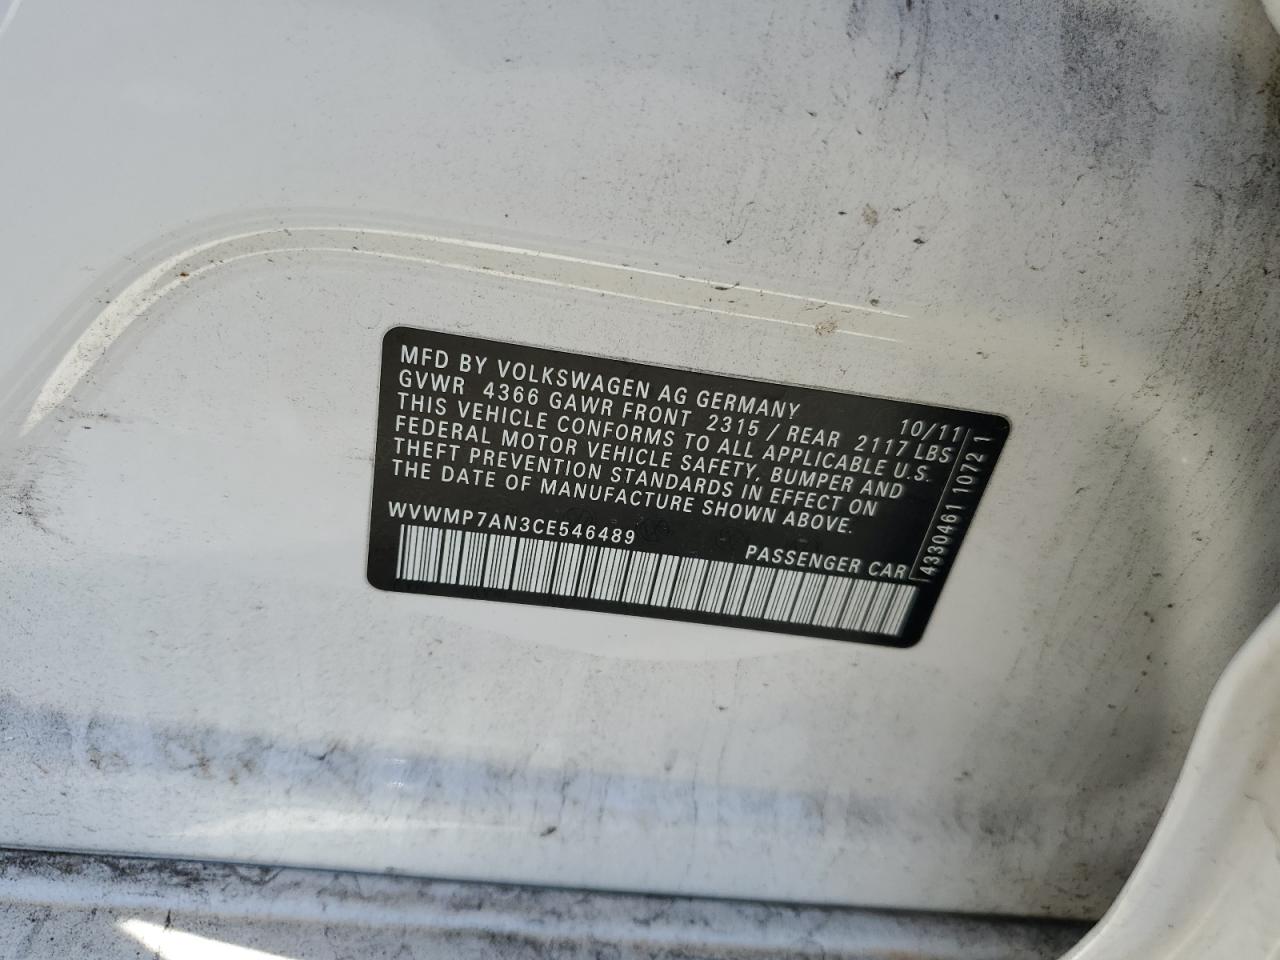 MFD BY VOLKSWAGEN AG GERMANY 10/11
GVWR 4366 GAWR FRONT 2315 / REAR 2117 LBS
THIS VEHICLE CONFORMS TO ALL APPLICABLE U.S.
FEDERAL MOTOR VEHICLE SAFETY, BUMPER AND
THEFT PREVENTION STANDARDS IN EFFECT ON
THE DATE OF MANUFACTURE SHOWN ABOVE.
WVWMP7AN3CE546489
PASSENGER CAR
4330461 1072 1